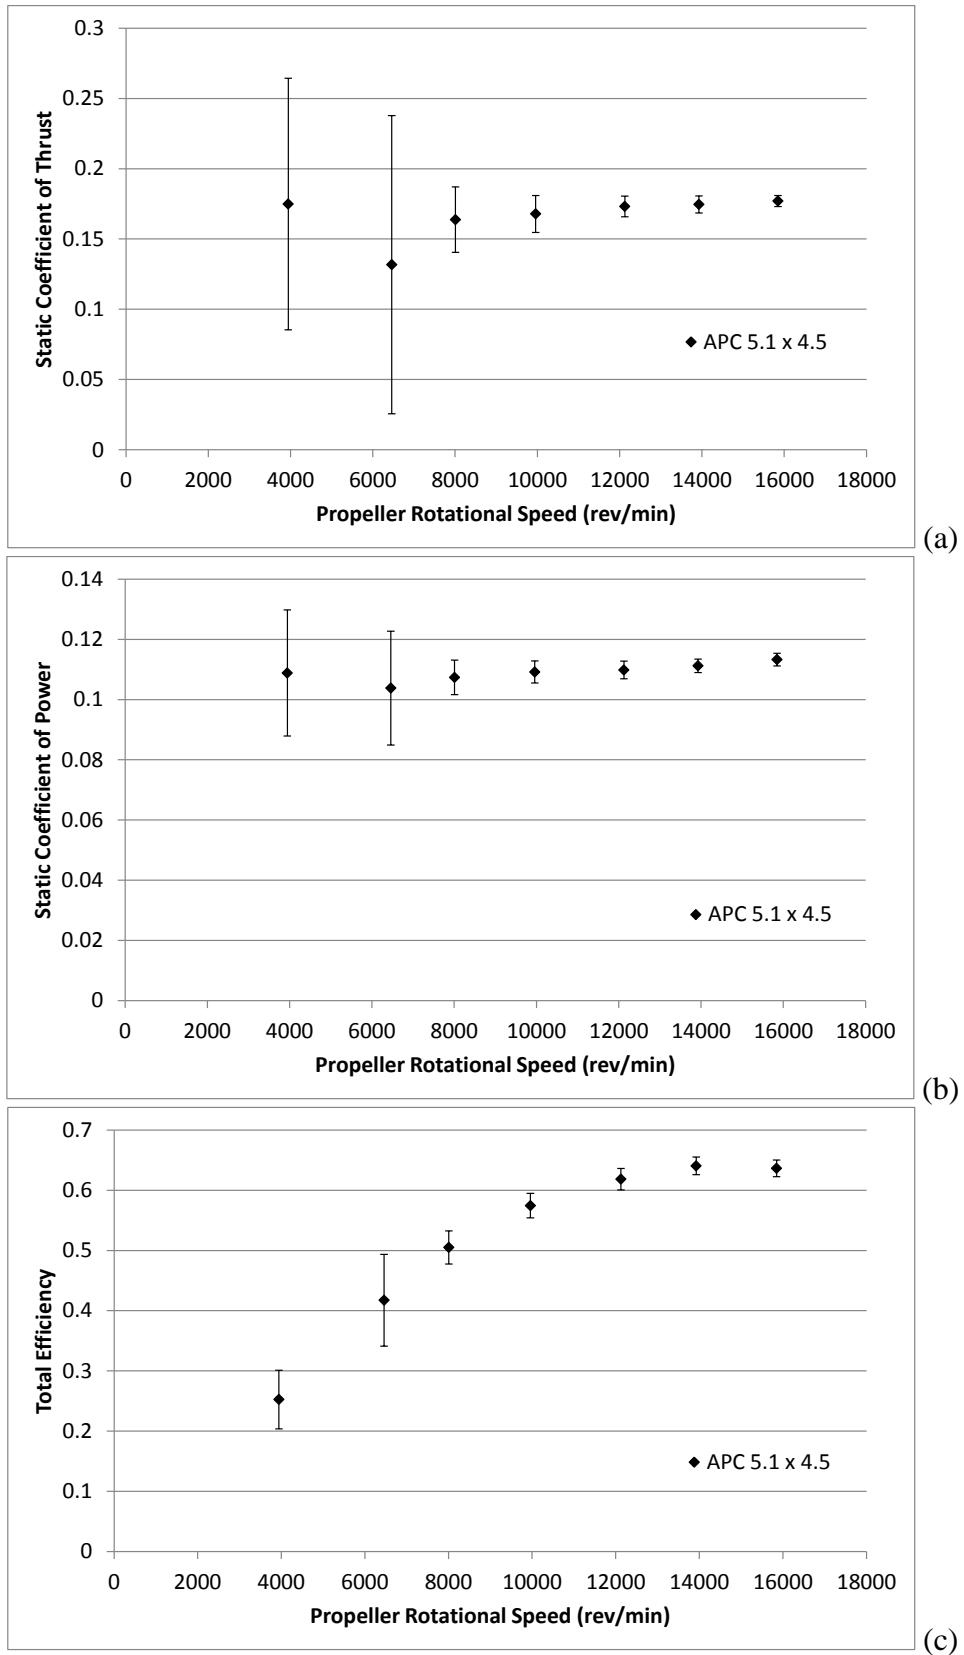 0.3
0.25
0.2
0.15
0.1
0.05
0
Static Coefficient of Thrust
APC 5.1 x 4.5
0 2000 4000 6000 8000 10000 12000 14000 16000 18000
Propeller Rotational Speed (rev/min)
(a)
0.14
0.12
0.1
0.08
0.06
0.04
0.02
0
Static Coefficient of Power
APC 5.1 x 4.5
0 2000 4000 6000 8000 10000 12000 14000 16000 18000
Propeller Rotational Speed (rev/min)
(b)
0.7
0.6
0.5
0.4
0.3
0.2
0.1
0
Total Efficiency
APC 5.1 x 4.5
0 2000 4000 6000 8000 10000 12000 14000 16000 18000
Propeller Rotational Speed (rev/min)
(c)